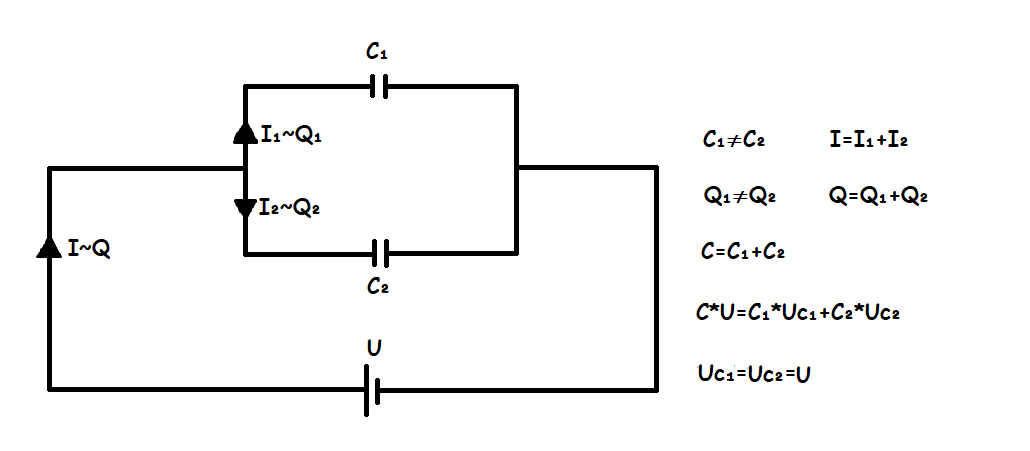 C₁
I₁~Q₁
I₂~Q₂
I~Q
C₂
U
C₁≠C₂ I=I₁+I₂
Q₁≠Q₂ Q=Q₁+Q₂
C=C₁+C₂
C*U=C₁*Uc₁+C₂*Uc₂
Uc₁=Uc₂=U